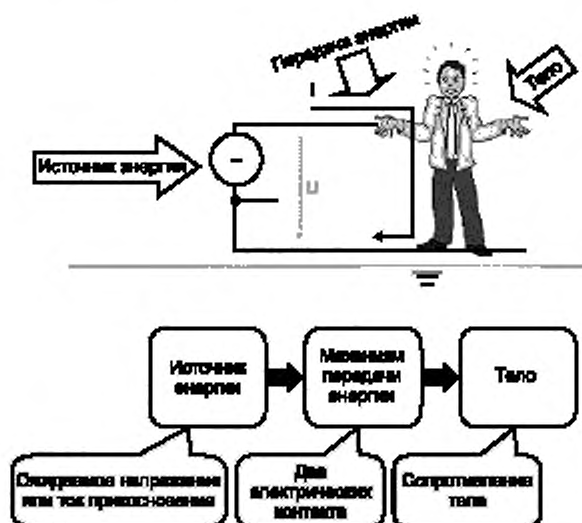 Передача энергии
Тело
I
Источник энергии
~
U
Источник
энергии
Механизм
передачи
энергии
Тело
Ожидаемое напряжение
или ток прикосновения
Два
электрических
контакта
Сопротивление
тела